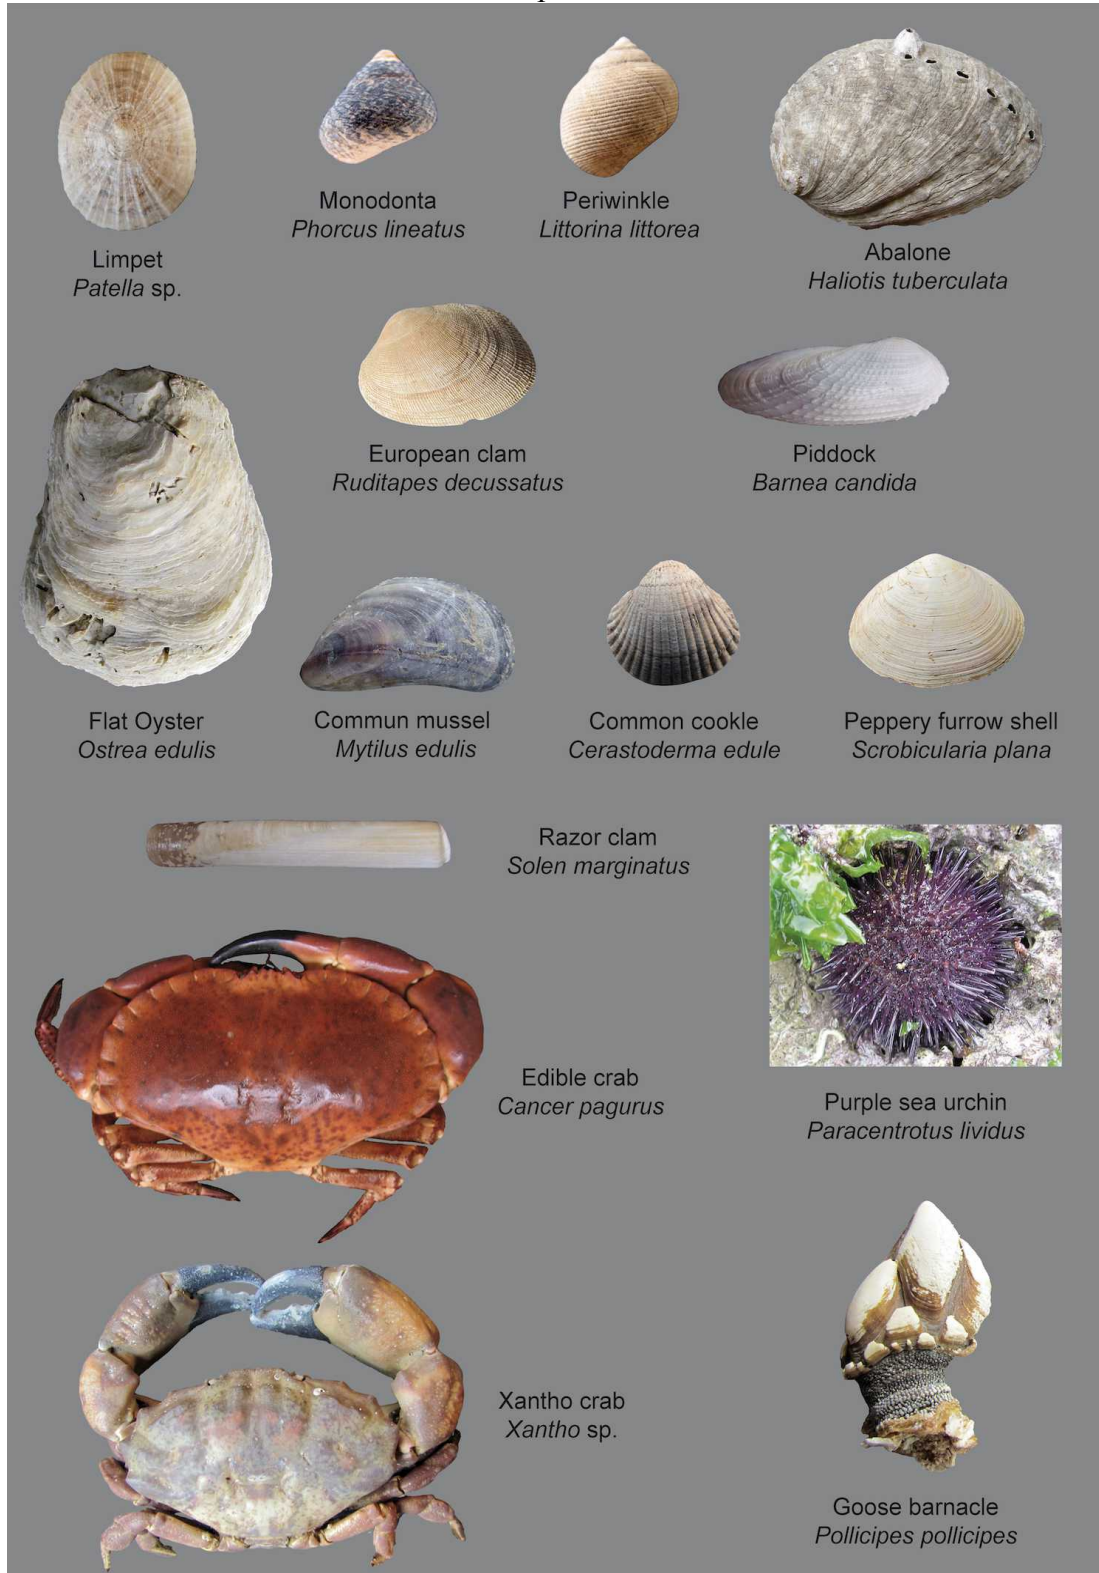 Monodonta
Phorcus lineatus
Periwinkle
Littorina littorea
Limpet
Patella sp.
Abalone
Haliotis tuberculata
European clam
Ruditapes decussatus
Piddock
Barnea candida
Flat Oyster
Ostrea edulis
Commun mussel
Mytilus edulis
Common cookle
Cerastoderma edule
Peppery furrow shell
Scrobicularia plana
Razor clam
Solen marginatus
Edible crab
Cancer pagurus
Purple sea urchin
Paracentrotus lividus
Xantho crab
Xantho sp.
Goose barnacle
Pollicipes pollicipes